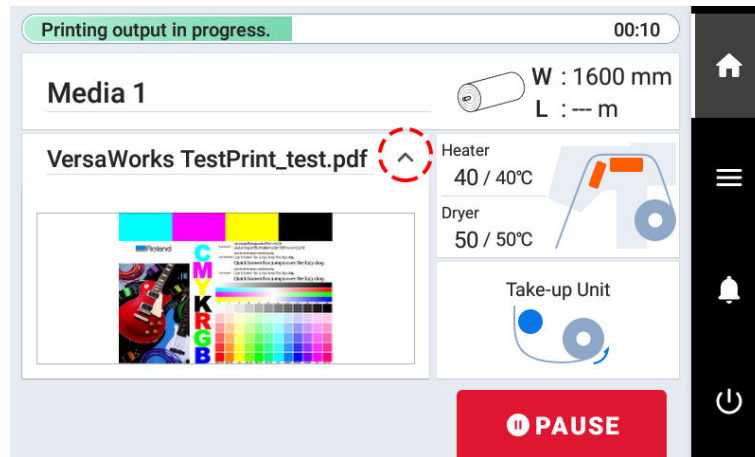 Printing output in progress. 00:10
Media 1
W : 1600 mm
L : --- m
VersaWorks TestPrint_test.pdf
Heater
40 / 40℃
Dryer
50 / 50℃
Roland
C
M
Y
K
R
G
B
Quick brown fox jumps over the lazy dog.
Quick brown fox jumps over the lazy dog.
Take-up Unit
PAUSE